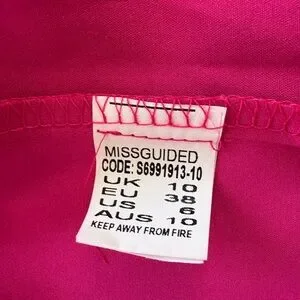 MISSGUIDED
CODE: S6991913-10
UK 10
EU 38
US 6
AUS 10
KEEP AWAY FROM FIRE